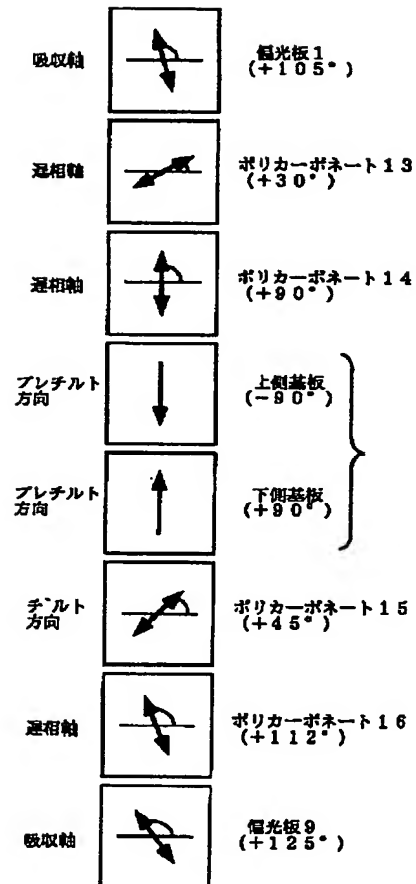 吸収軸
偏光板1
(+105°)
遅相軸
ポリカーボネート13
(+30°)
遅相軸
ポリカーボネート14
(+90°)
プレチルト
方向
上側基板
(-90°)
プレチルト
方向
下側基板
(+90°)
チルト
方向
ポリカーボネート15
(+45°)
遅相軸
ポリカーボネート16
(+112°)
吸収軸
偏光板9
(+125°)